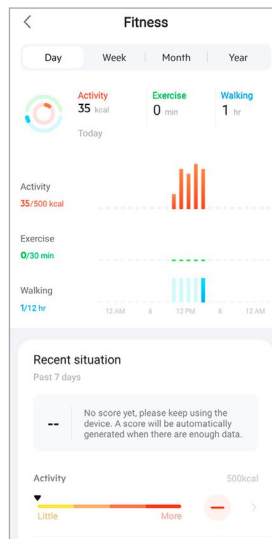 Fitness
Day Week Month Year
Activity Exercise Walking
35 kcal 0 min 1 hr
Today
Activity
35/500 kcal
Exercise
0/30 min
Walking
1/12 hr
12 AM 6 12 PM 6 12 AM
Recent situation
Past 7 days
-- No score yet, please keep using the
device. A score will be automatically
generated when there are enough data.
Activity 500kcal
Little More